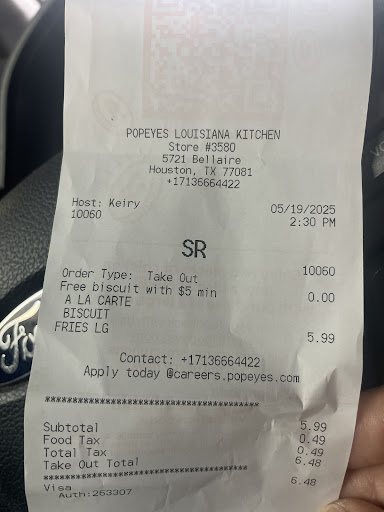 POPEYES LOUISIANA KITCHEN
Store #3580
5721 Bellaire
Houston, TX 77081
+17136664422
Host: Keiry 05/19/2025
10060 2:30 PM
SR
10060
Order Type: Take Out
Free biscuit with $5 min 0.00
A LA CARTE
BISCUIT
FRIES LG 5.99
Contact: +17136664422
Apply today @careers.popeyes.com
****************************************
Subtotal 5.99
Food Tax 0.49
Total Tax 0.49
Take Out Total 6.48
****************************************
Visa 6.48
Auth:263307